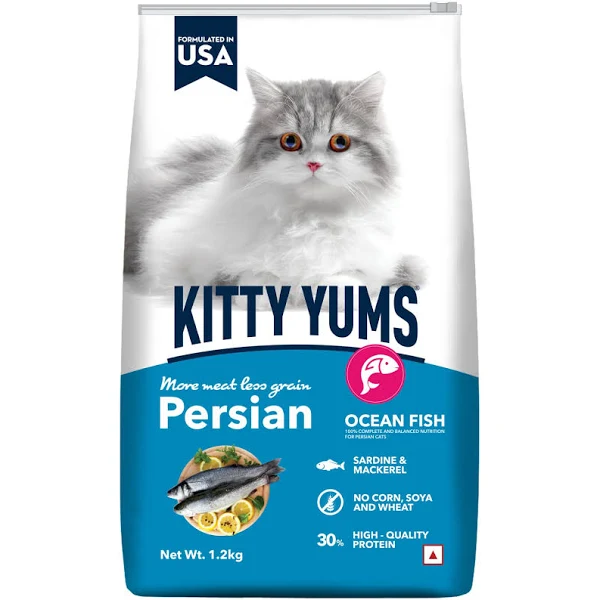 FORMULATED IN
USA
KITTY YUMS®
More meat less grain
Persian
OCEAN FISH
100% COMPLETE AND BALANCED NUTRITION
FOR PERSIAN CATS
SARDINE &
MACKEREL
NO CORN, SOYA
AND WHEAT
30% HIGH - QUALITY
PROTEIN
Net Wt. 1.2kg